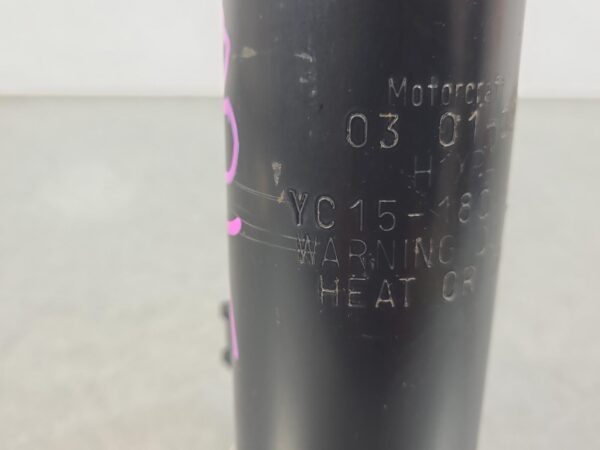 Motorcraft
03 01
YC15-180
WARNING
HEAT OR